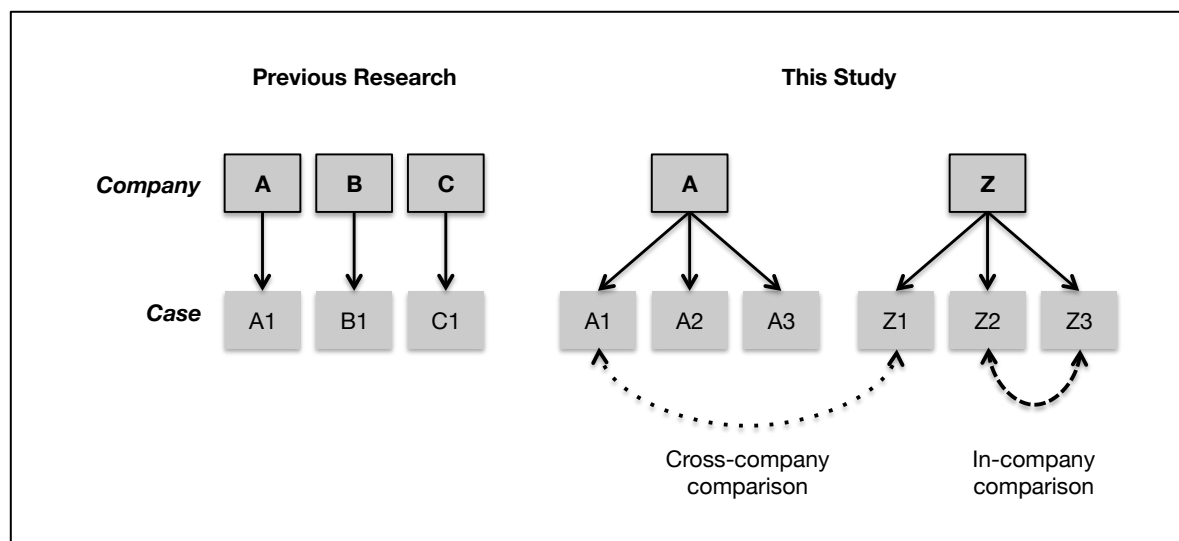 Previous Research
This Study
Company
A
B
C
A
Z
Case
A1
B1
C1
A1
A2
A3
Z1
Z2
Z3
Cross-company
comparison
In-company
comparison